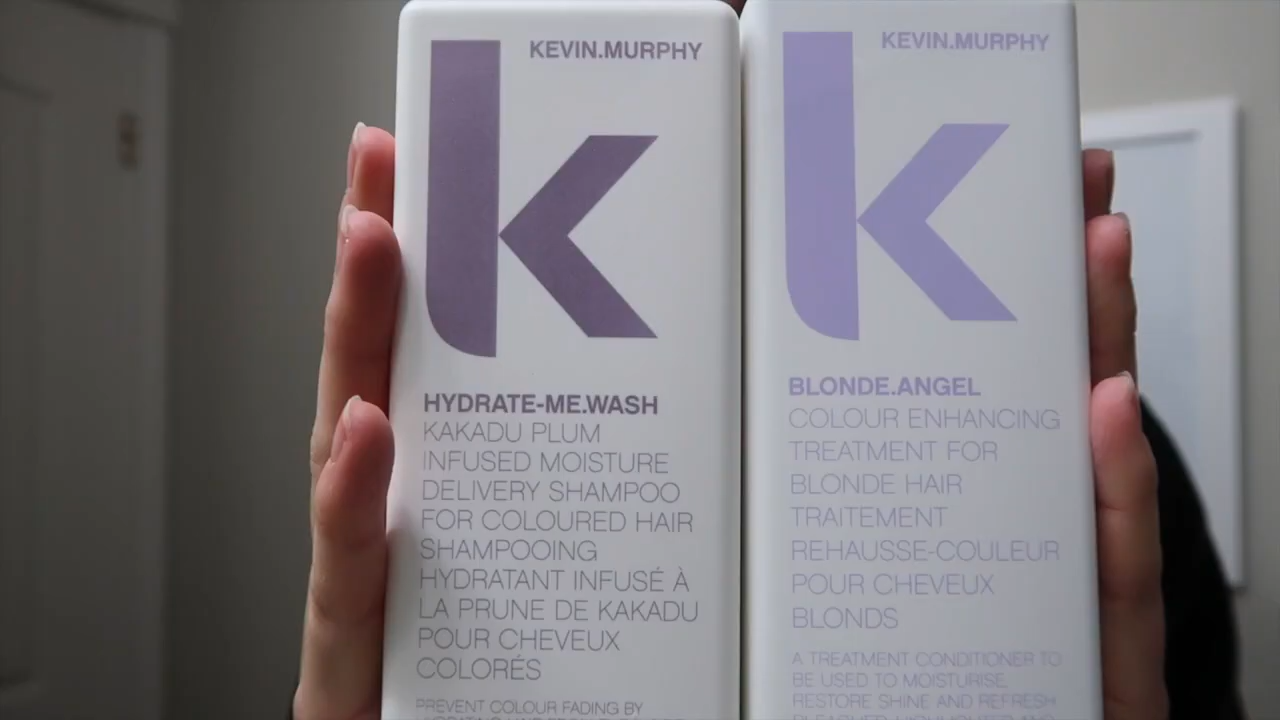 KEVIN.MURPHY
k
HYDRATE-ME.WASH
KAKADU PLUM
INFUSED MOISTURE
DELIVERY SHAMPOO
FOR COLOURED HAIR
SHAMPOOING
HYDRATANT INFUSÉ À
LA PRUNE DE KAKADU
POUR CHEVEUX
COLORÉS
PREVENT COLOUR FADING BY
KEVIN.MURPHY
k
BLONDE.ANGEL
COLOUR ENHANCING
TREATMENT FOR
BLONDE HAIR
TRAITEMENT
REHAUSSE-COULEUR
POUR CHEVEUX
BLONDS
A TREATMENT CONDITIONER TO
BE USED TO MOISTURISE,
RESTORE SHINE AND REFRESH